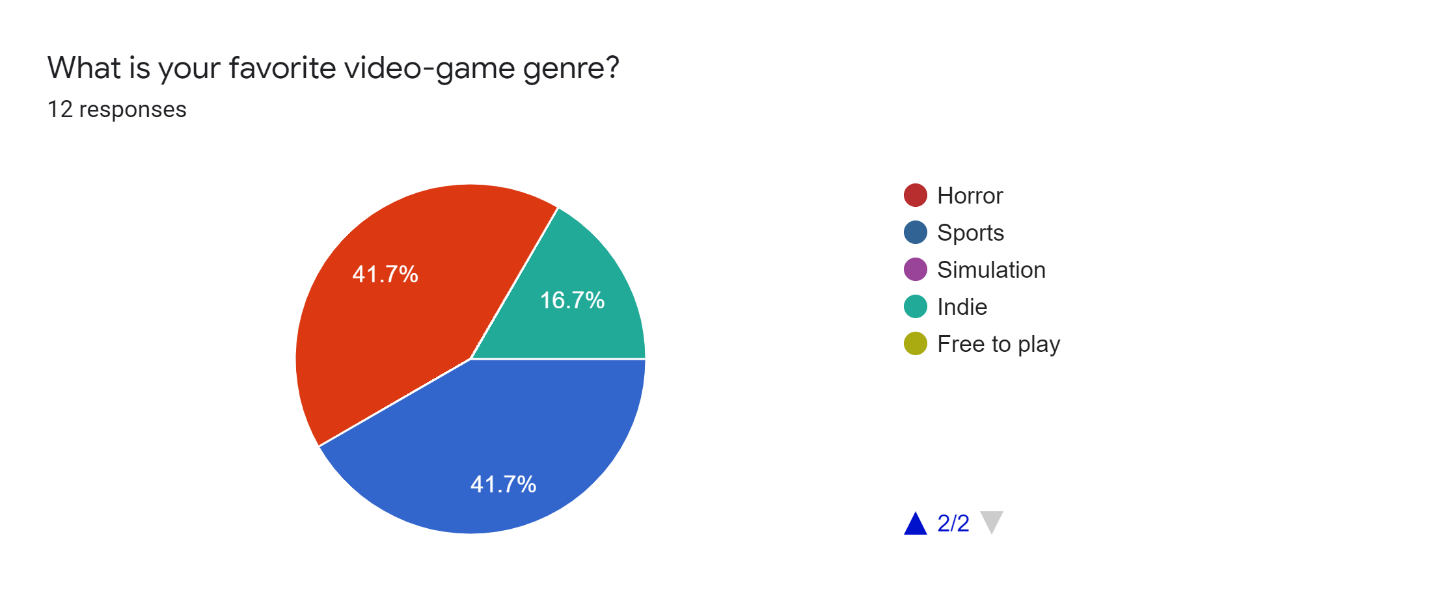 What is your favorite video-game genre?
12 responses
41.7%
16.7%
41.7%
Horror
Sports
Simulation
Indie
Free to play
2/2